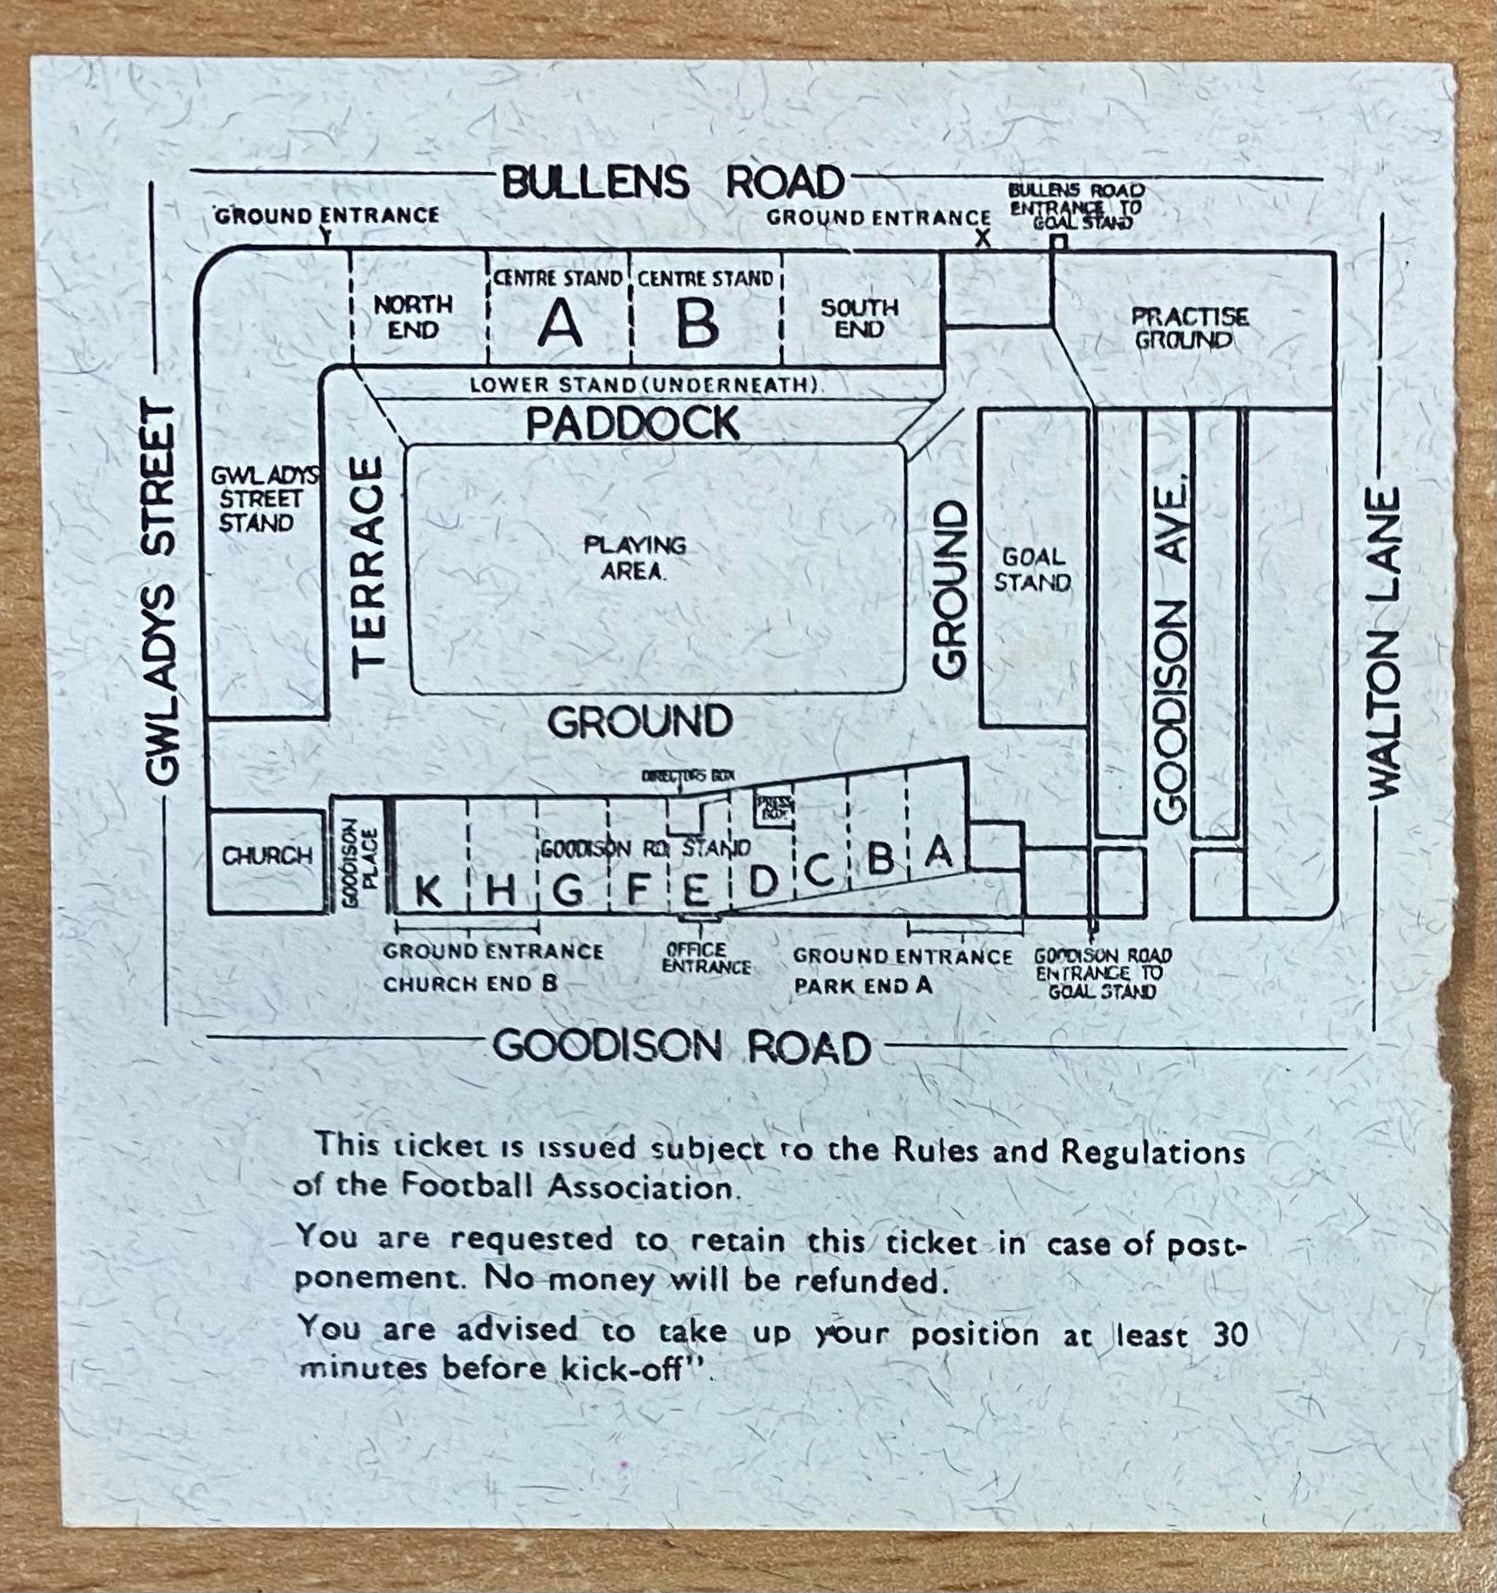 BULLENS ROAD
GROUND ENTRANCE
Y
GROUND ENTRANCE
X
BULLENS ROAD
ENTRANCE TO
GOAL STAND
NORTH
END
CENTRE STAND
A
CENTRE STAND
B
SOUTH
END
PRACTISE
GROUND
LOWER STAND (UNDERNEATH).
PADDOCK
GWLADYS STREET
GWLADYS
STREET
STAND
TERRACE
PLAYING
AREA.
GROUND
GOAL
STAND
GOODISON AVE.
WALTON LANE
GROUND
DIRECTORS BOX
PRESS
BOX
CHURCH
GOODISON
PLACE
GOODISON RD. STAND
K H G F E D C B A
GROUND ENTRANCE
CHURCH END B
OFFICE
ENTRANCE
GROUND ENTRANCE
PARK END A
GOODISON ROAD
ENTRANCE TO
GOAL STAND
GOODISON ROAD
This ticket is issued subject to the Rules and Regulations
of the Football Association.
You are requested to retain this ticket in case of post-
ponement. No money will be refunded.
You are advised to take up your position at least 30
minutes before kick-off".